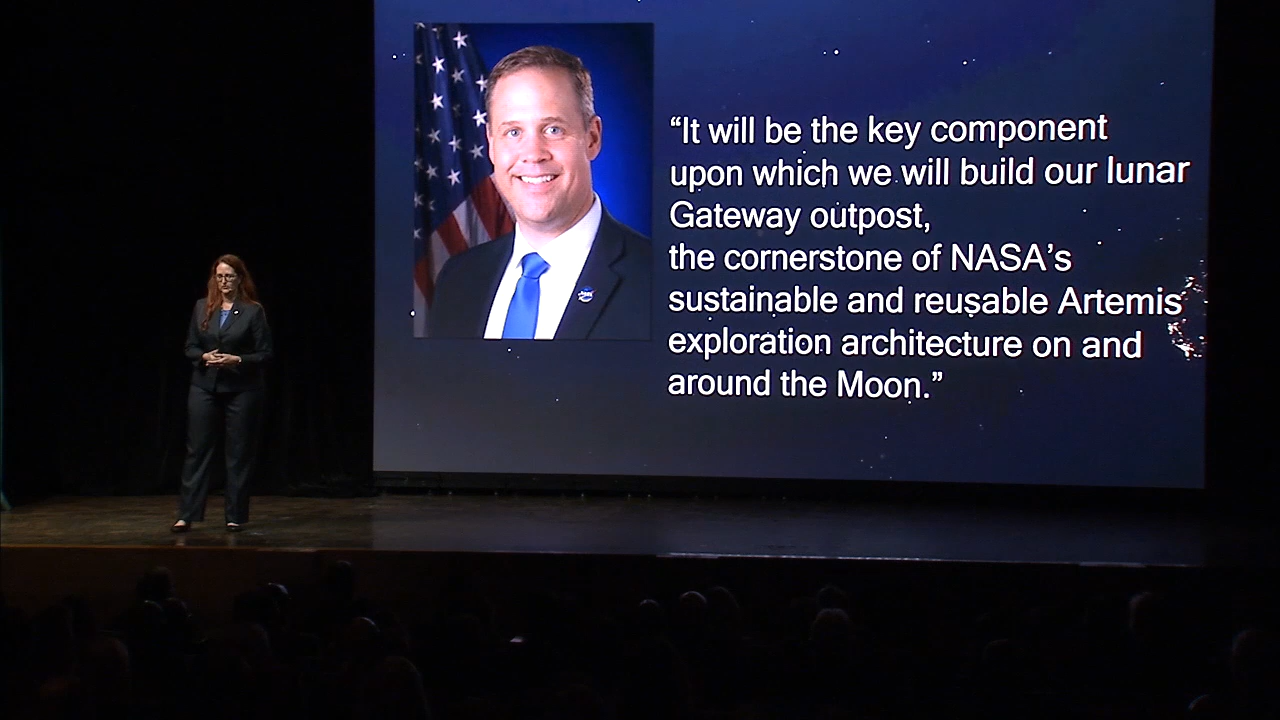 “It will be the key component
upon which we will build our lunar
Gateway outpost,
the cornerstone of NASA’s
sustainable and reusable Artemis
exploration architecture on and
around the Moon.”